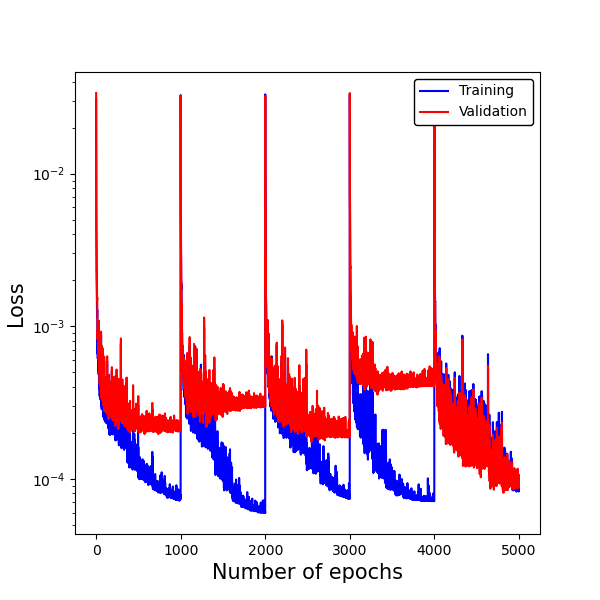 Training
Validation
10⁻²
10⁻³
10⁻⁴
Loss
0 1000 2000 3000 4000 5000
Number of epochs